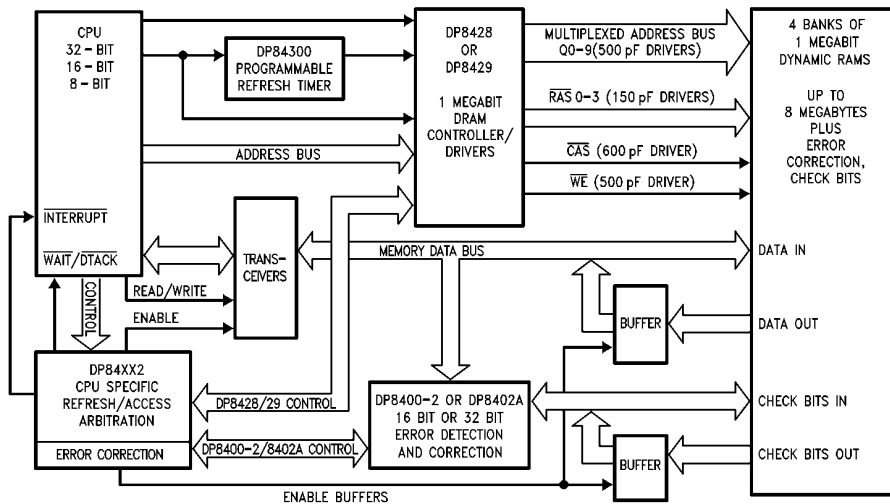 CPU
32 - BIT
16 - BIT
8 - BIT
INTERRUPT
WAIT/DTACK
DP84300
PROGRAMMABLE
REFRESH TIMER
DP8428
OR
DP8429
1 MEGABIT
DRAM
CONTROLLER/
DRIVERS
MULTIPLEXED ADDRESS BUS
Q0-9(500 pF DRIVERS)
RAS 0-3 (150 pF DRIVERS)
CAS (600 pF DRIVER)
WE (500 pF DRIVER)
4 BANKS OF
1 MEGABIT
DYNAMIC RAMS
UP TO
8 MEGABYTES
PLUS
ERROR
CORRECTION,
CHECK BITS
ADDRESS BUS
TRANS-
CEIVERS
MEMORY DATA BUS
DATA IN
READ/WRITE
CONTROL
ENABLE
BUFFER
DATA OUT
DP84XX2
CPU SPECIFIC
REFRESH/ACCESS
ARBITRATION
ERROR CORRECTION
DP8428/29 CONTROL
DP8400-2/8402A CONTROL
DP8400-2 OR DP8402A
16 BIT OR 32 BIT
ERROR DETECTION
AND CORRECTION
CHECK BITS IN
BUFFER
CHECK BITS OUT
ENABLE BUFFERS